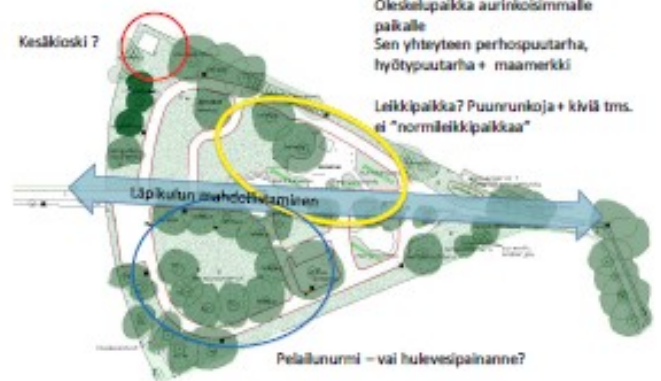 Oleskelupaikka aurinkoisimmalle
paikalle
Kesäkioski ?
Sen yhteyteen perhospuutarha,
hyötypuutarha + maamerkki
Leikkipaikka? Puunrunkoja + kiviä tms.
ei "normileikkipaikkaa"
Läpikulun mahdollistaminen
Pelailunurmi – vai hulevesipainanne?